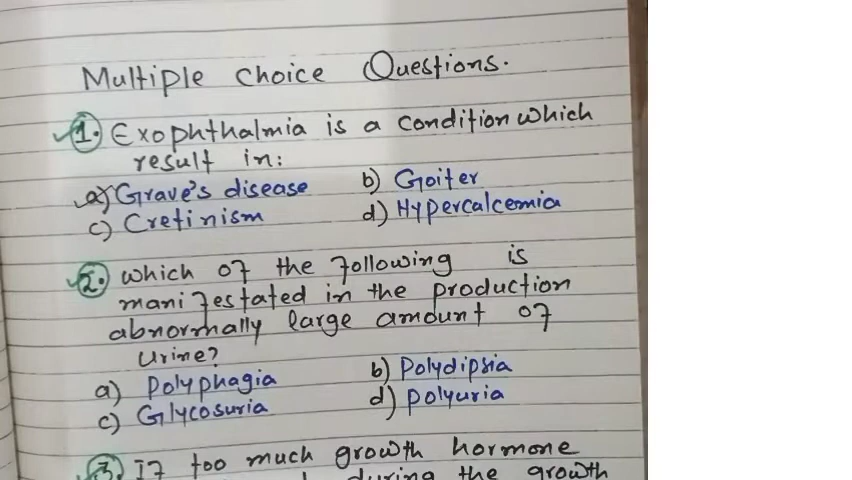 Multiple choice Questions.
1. Exophthalmia is a condition which
result in:
a) Grave's disease b) Goiter
c) Cretinism d) Hypercalcemia
2. which of the following is
manifestated in the production
abnormally large amount of
urine?
a) Polyphagia b) Polydipsia
c) Glycosuria d) polyuria
3. If too much growth hormone
during the growth